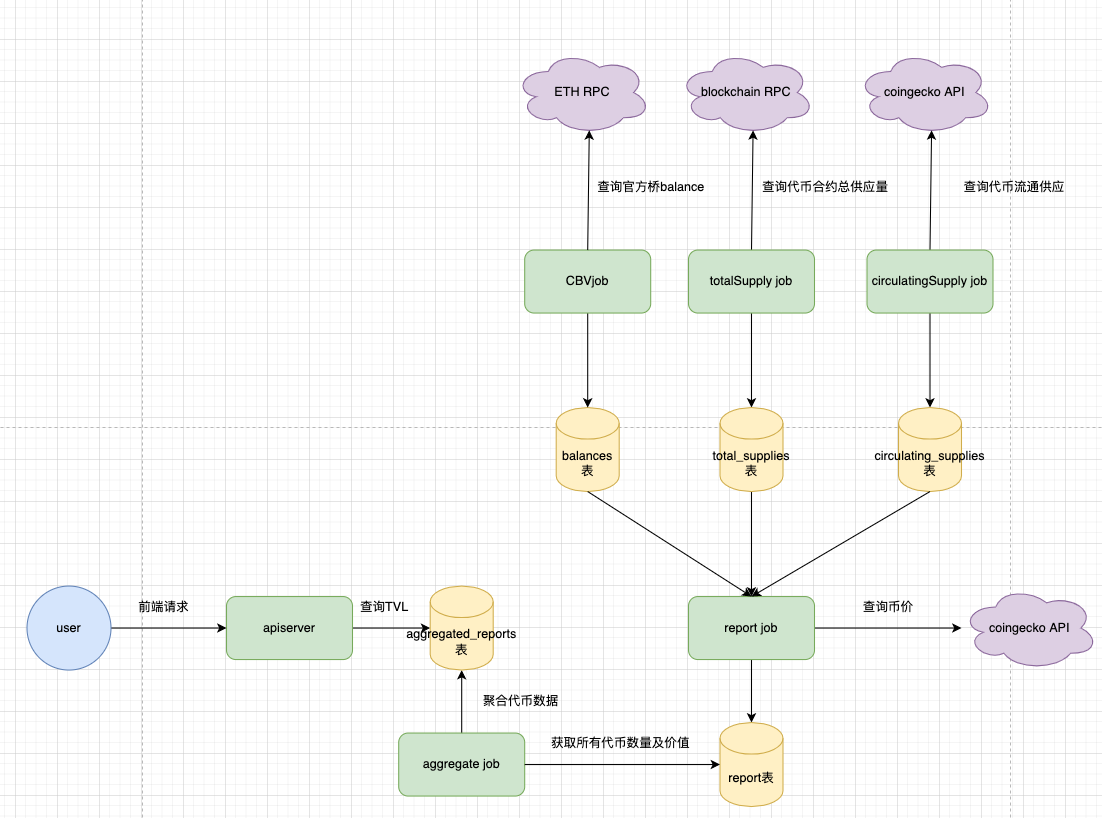 ETH RPC
blockchain RPC
coingecko API
查询官方桥balance
查询代币合约总供应量
查询代币流通供应
CBVjob
totalSupply job
circulatingSupply job
balances
表
total_supplies
表
circulating_supplies
表
user
前端请求
apiserver
查询TVL
aggregated_reports
表
report job
查询币价
coingecko API
聚合代币数据
aggregate job
获取所有代币数量及价值
report表